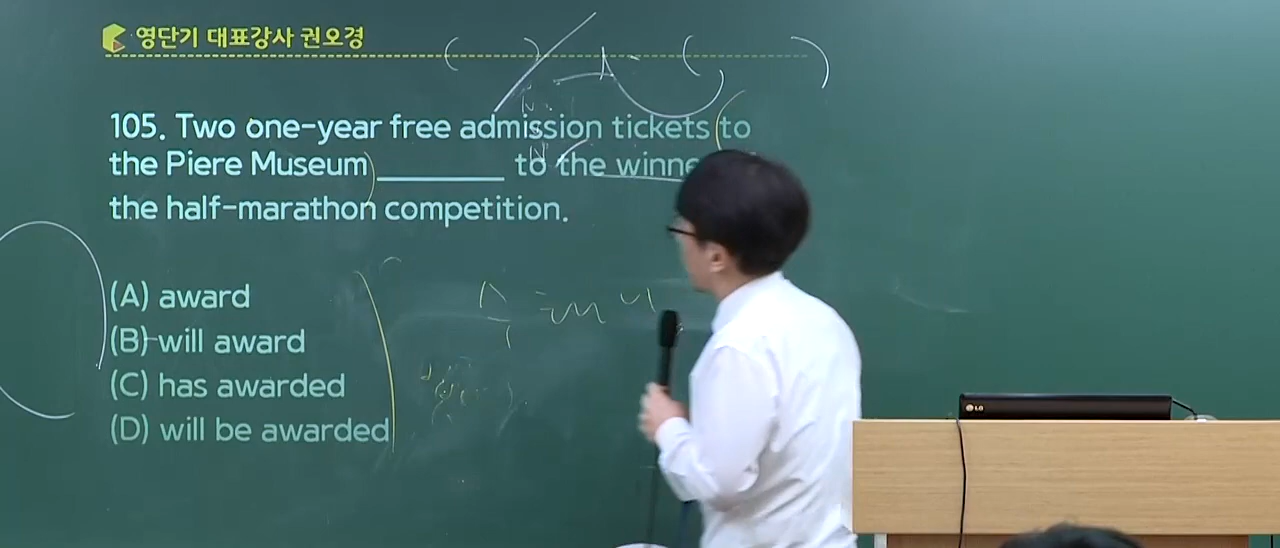 영단기 대표강사 권오경
105. Two one-year free admission tickets to
the Piere Museum ________ to the winne
the half-marathon competition.
(A) award
(B) will award
(C) has awarded
(D) will be awarded
LG